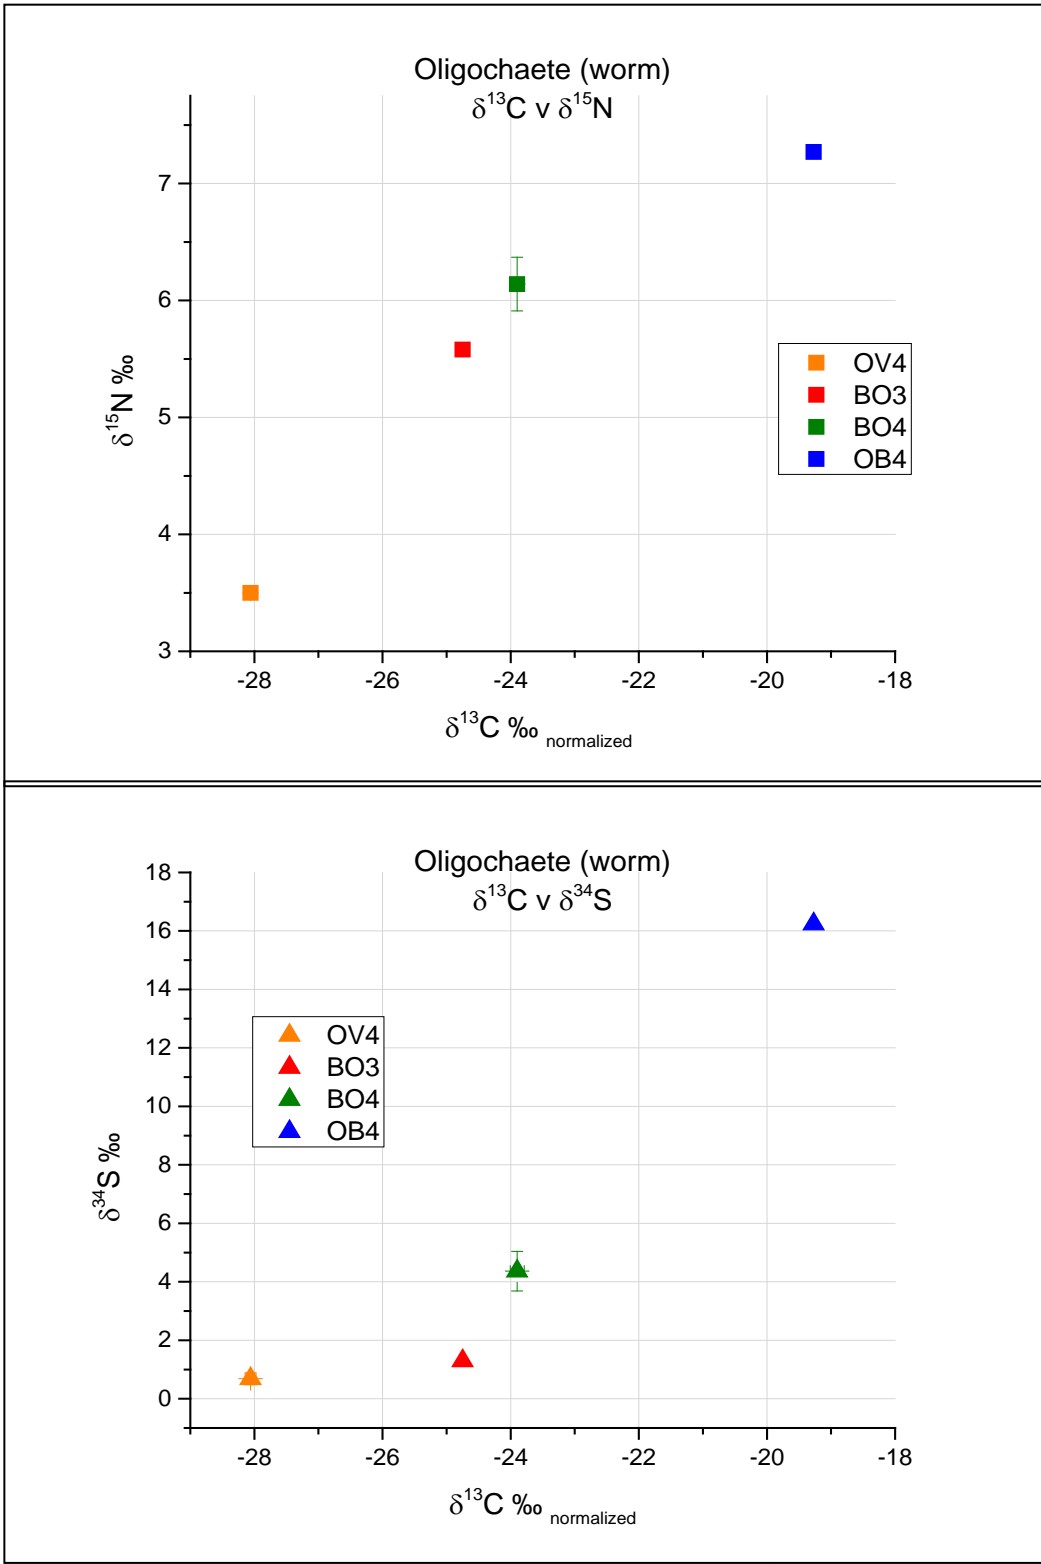 Oligochaete (worm)
δ¹³C v δ¹⁵N
7
6
5
4
3
δ¹⁵N ‰
OV4
BO3
BO4
OB4
-28 -26 -24 -22 -20 -18
δ¹³C ‰ normalized
Oligochaete (worm)
δ¹³C v δ³⁴S
18
16
14
12
10
8
6
4
2
0
δ³⁴S ‰
OV4
BO3
BO4
OB4
-28 -26 -24 -22 -20 -18
δ¹³C ‰ normalized